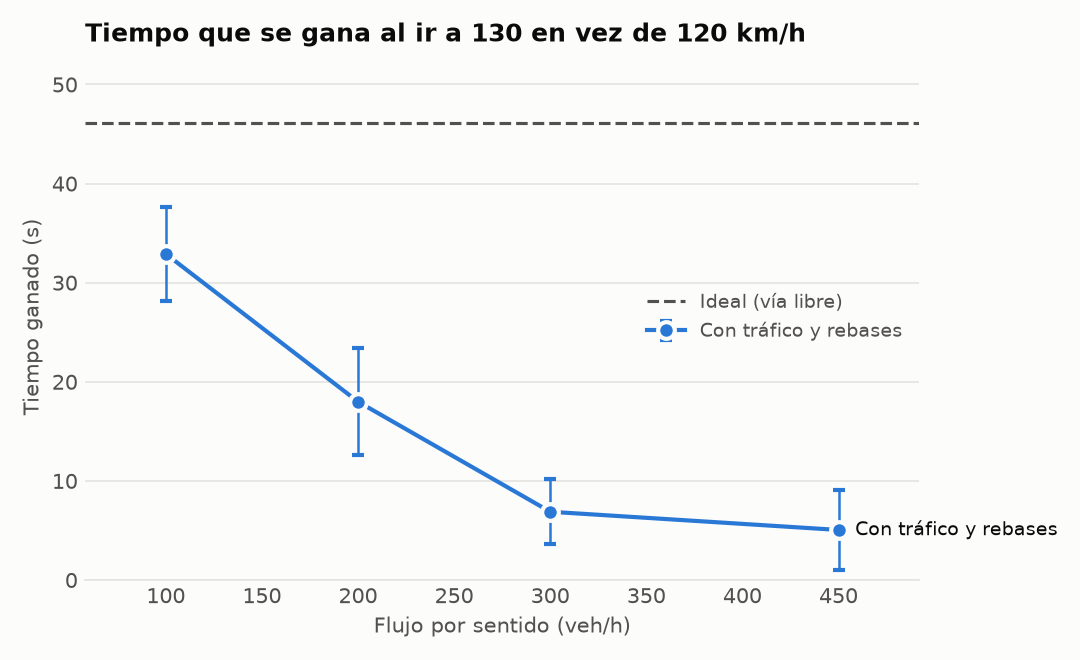 Tiempo que se gana al ir a 130 en vez de 120 km/h
50
40
30
20
10
0
Tiempo ganado (s)
Ideal (vía libre)
Con tráfico y rebases
Con tráfico y rebases
100 150 200 250 300 350 400 450
Flujo por sentido (veh/h)